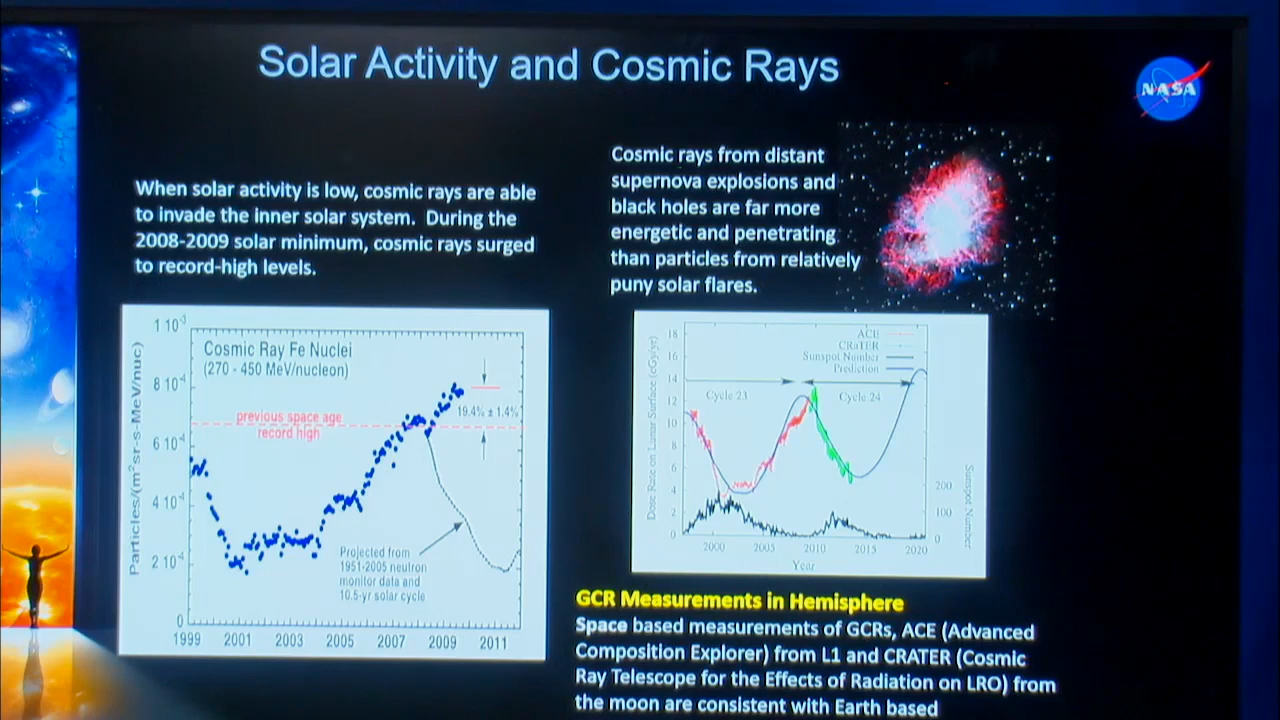 Solar Activity and Cosmic Rays
NASA
When solar activity is low, cosmic rays are able
to invade the inner solar system. During the
2008-2009 solar minimum, cosmic rays surged
to record-high levels.
Cosmic rays from distant
supernova explosions and
black holes are far more
energetic and penetrating
than particles from relatively
puny solar flares.
Cosmic Ray Fe Nuclei
(270 - 450 MeV/nucleon)
previous space age
record high
19.4% ± 1.4%
Projected from
1951-2005 neutron
monitor data and
10.5-yr solar cycle
Particles/(m²sr-s-MeV/nuc)
1 10⁻³
8 10⁻⁴
6 10⁻⁴
4 10⁻⁴
2 10⁻⁴
0
1999 2001 2003 2005 2007 2009 2011
ACE
CRaTER
Sunspot Number
Prediction
Cycle 23
Cycle 24
Dose Rate on Lunar Surface (cGy/yr)
18
16
14
12
10
8
6
4
2
0
200
100
0
Sunspot Number
2000 2005 2010 2015 2020
Year
GCR Measurements in Hemisphere
Space based measurements of GCRs, ACE (Advanced
Composition Explorer) from L1 and CRATER (Cosmic
Ray Telescope for the Effects of Radiation on LRO) from
the moon are consistent with Earth based